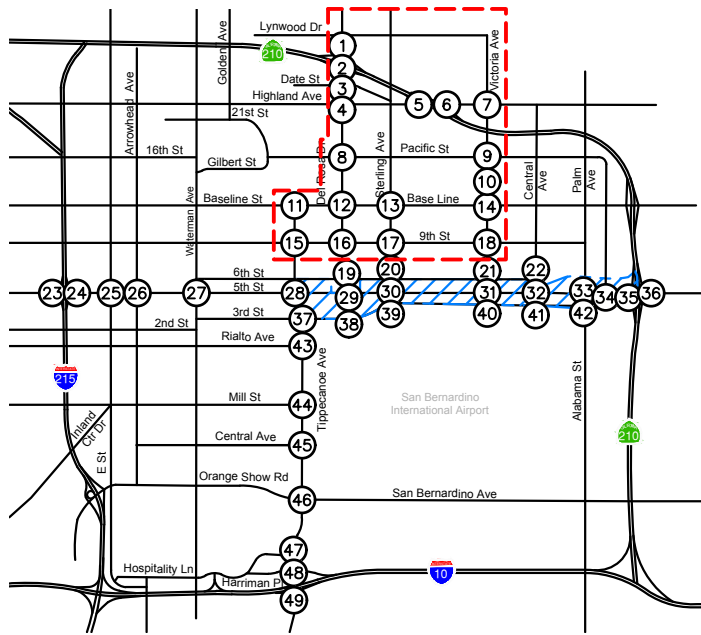 Lynwood Dr
1
210
2
Golden Ave
Victoria Ave
Arrowhead Ave
Date St
3
Highland Ave
4
5
6
7
21st St
16th St
Gilbert St
Del Rosa Dr
8
Sterling Ave
Pacific St
9
Central
Ave
Palm
Ave
10
Baseline St
11
12
13
Base Line
14
Waterman Ave
15
16
17
9th St
18
6th St
19
20
21
22
23
24
25
26
27
5th St
28
29
30
31
32
33
34
35
36
3rd St
37
38
39
40
41
42
2nd St
Rialto Ave
43
Tippecanoe Ave
215
San Bernardino
International Airport
Alabama St
Mill St
44
Inland
Ctr Dr
E St
Central Ave
45
210
Orange Show Rd
46
San Bernardino Ave
47
Hospitality Ln
48
10
Harriman Pl
49